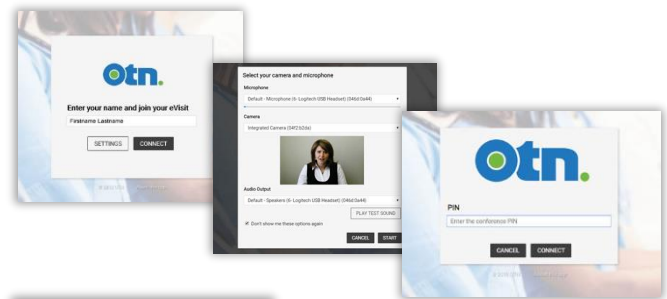 Otn.
Enter your name and join your eVisit
Firstname Lastname
SETTINGS CONNECT
Select your camera and microphone
Microphone
Default - Microphone (6- Logitech USB Headset) (046d:0a44)
Camera
Integrated Camera (04f2:b2da)
Audio Output
Default - Speakers (6- Logitech USB Headset) (046d:0a44)
PLAY TEST SOUND
Don't show me these options again
CANCEL START
Otn.
PIN
Enter the conference PIN
CANCEL CONNECT